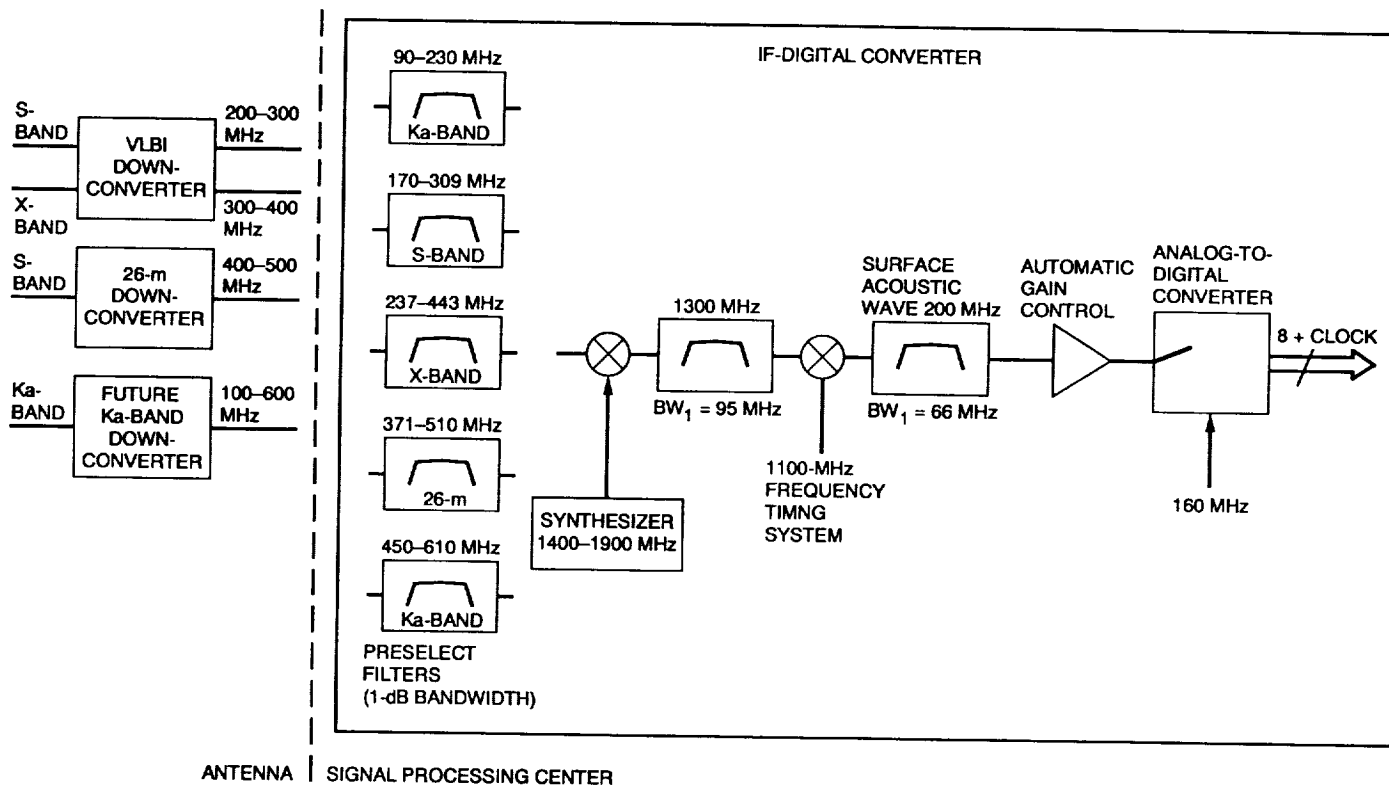 S-
BAND
VLBI
DOWN-
CONVERTER
200–300
MHz
X-
BAND
300–400
MHz
S-
BAND
26-m
DOWN-
CONVERTER
400–500
MHz
Ka-
BAND
FUTURE
Ka-BAND
DOWN-
CONVERTER
100–600
MHz
IF-DIGITAL CONVERTER
90–230 MHz
Ka-BAND
170–309 MHz
S-BAND
237–443 MHz
X-BAND
371–510 MHz
26-m
450–610 MHz
Ka-BAND
PRESELECT
FILTERS
(1-dB BANDWIDTH)
SYNTHESIZER
1400–1900 MHz
1300 MHz
BW1 = 95 MHz
1100-MHz
FREQUENCY
TIMNG
SYSTEM
SURFACE
ACOUSTIC
WAVE 200 MHz
BW1 = 66 MHz
AUTOMATIC
GAIN
CONTROL
ANALOG-TO-
DIGITAL
CONVERTER
8 + CLOCK
160 MHz
ANTENNA
SIGNAL PROCESSING CENTER